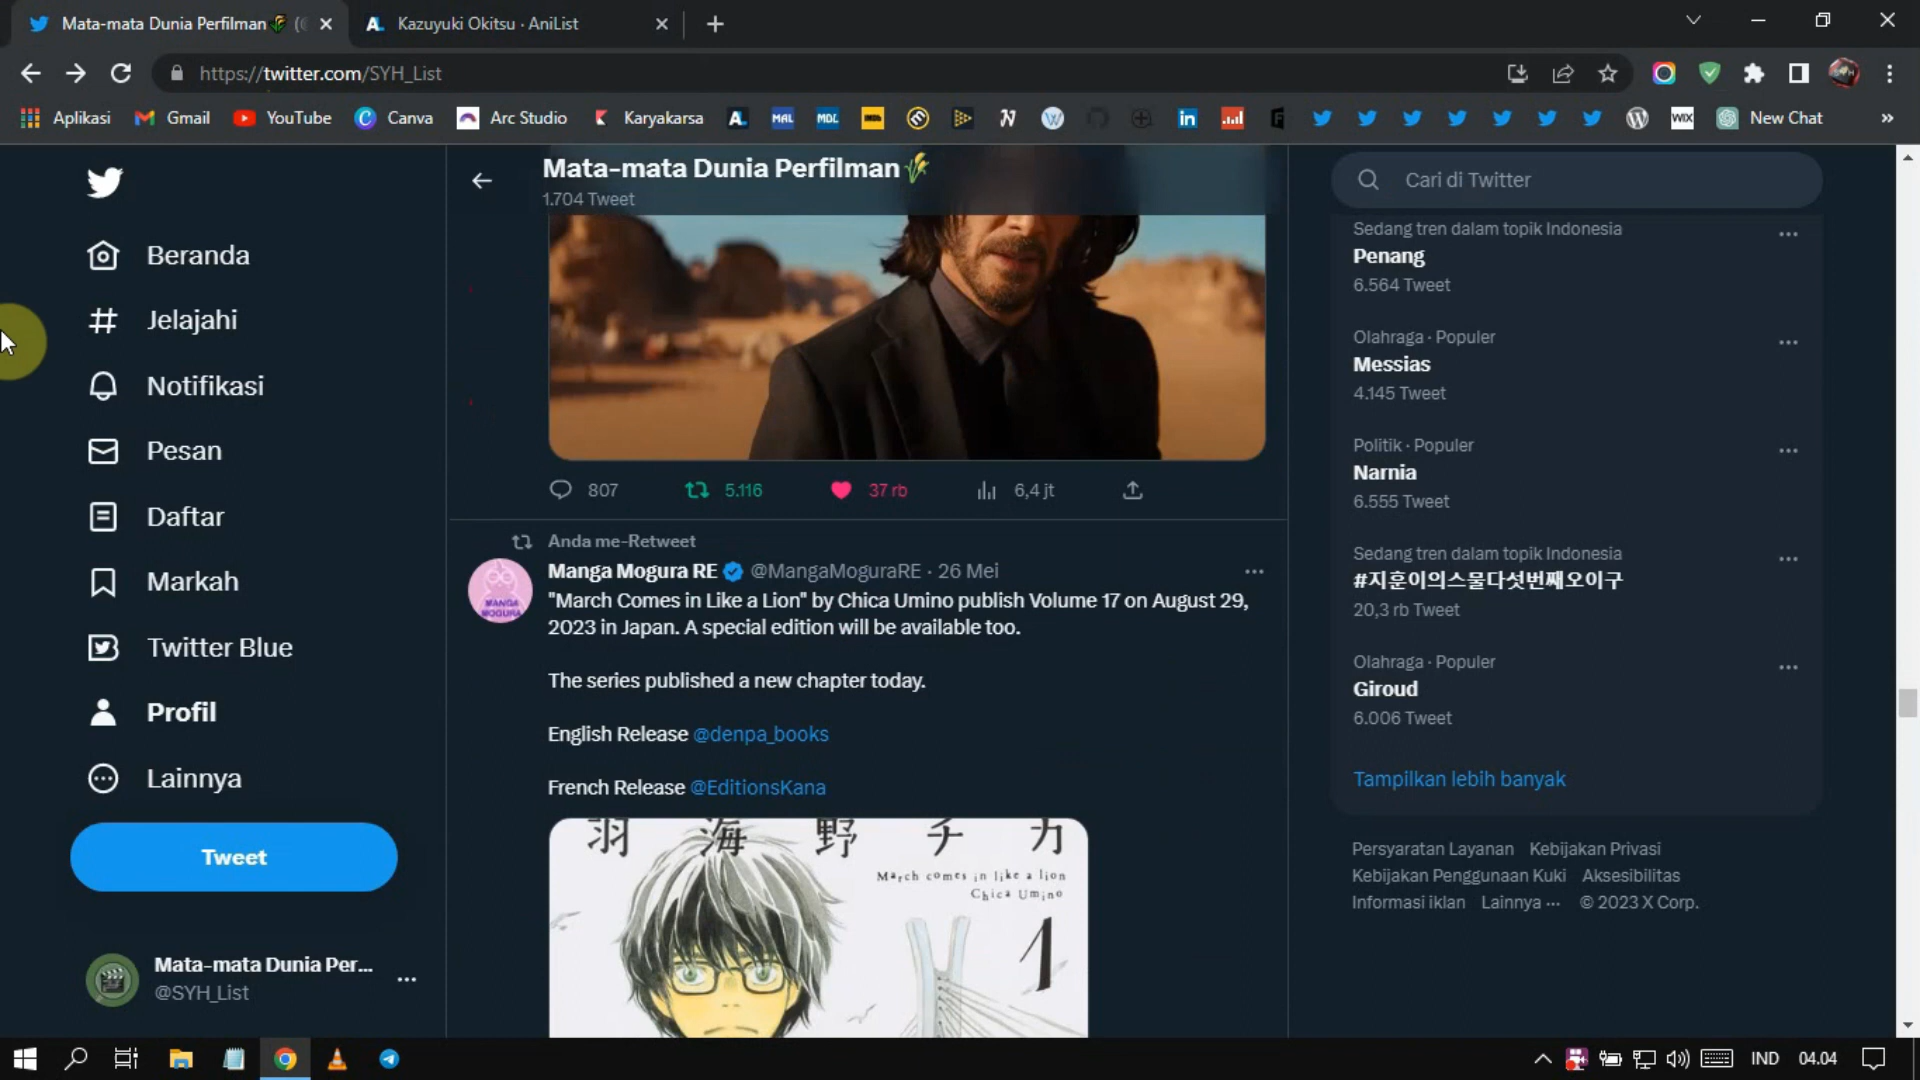 Mata-mata Dunia Perfilman🌾 (@
Kazuyuki Okitsu · AniList
https://twitter.com/SYH_List
Aplikasi
Gmail
YouTube
Canva
Arc Studio
Karyakarsa
MAL
MDL
WIX
New Chat
»
Mata-mata Dunia Perfilman🌾
1.704 Tweet
Beranda
Jelajahi
Notifikasi
Pesan
Daftar
Markah
Twitter Blue
Profil
Lainnya
Tweet
Mata-mata Dunia Per...
@SYH_List
807
5.116
37 rb
6,4 jt
Anda me-Retweet
Manga Mogura RE @MangaMoguraRE · 26 Mei
MANGA
MOGURA
"March Comes in Like a Lion" by Chica Umino publish Volume 17 on August 29,
2023 in Japan. A special edition will be available too.
The series published a new chapter today.
English Release @denpa_books
French Release @EditionsKana
羽海野チカ
March comes in like a lion
Chica Umino
1
Cari di Twitter
Sedang tren dalam topik Indonesia
Penang
6.564 Tweet
Olahraga · Populer
Messias
4.145 Tweet
Politik · Populer
Narnia
6.555 Tweet
Sedang tren dalam topik Indonesia
#지훈이의스물다섯번째오이구
20,3 rb Tweet
Olahraga · Populer
Giroud
6.006 Tweet
Tampilkan lebih banyak
Persyaratan Layanan Kebijakan Privasi
Kebijakan Penggunaan Kuki Aksesibilitas
Informasi iklan Lainnya ··· © 2023 X Corp.
IND
04.04